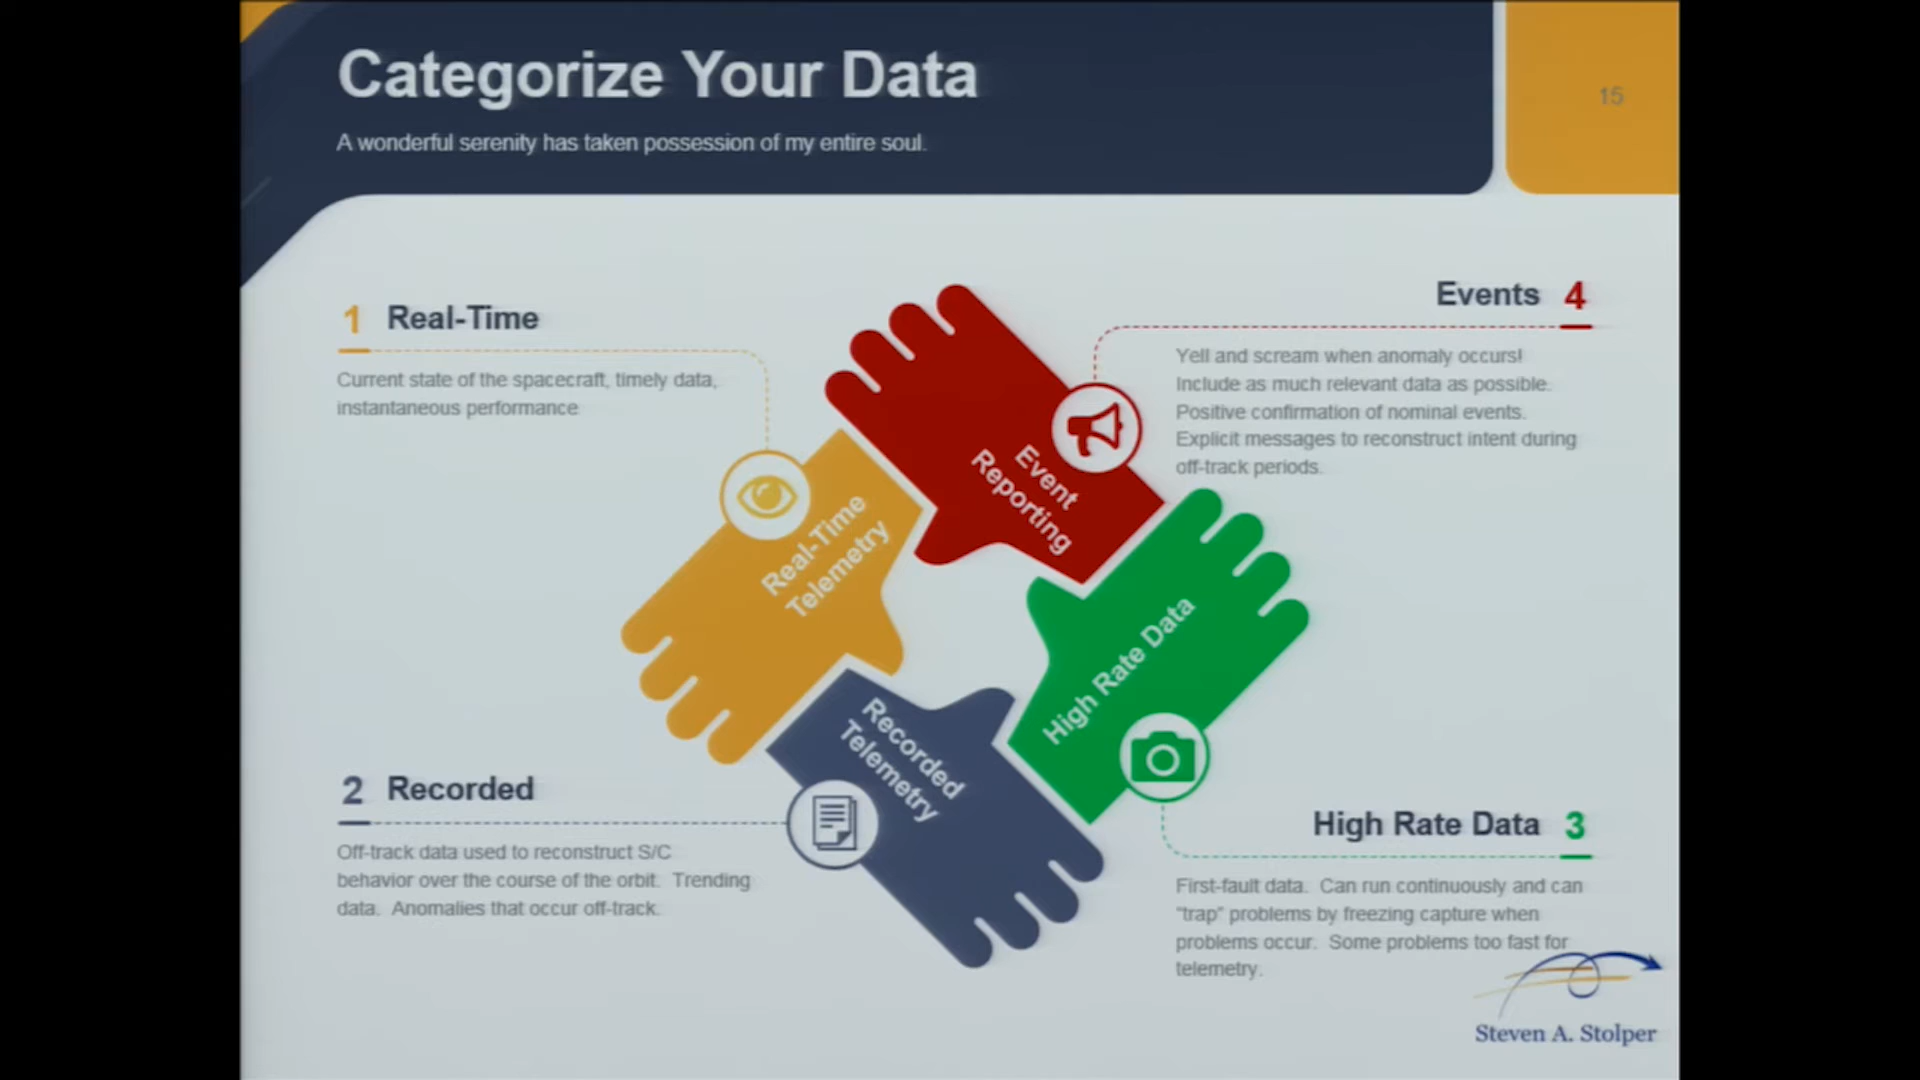 Categorize Your Data
A wonderful serenity has taken possession of my entire soul.
15
1 Real-Time
Current state of the spacecraft, timely data,
instantaneous performance
Events 4
Yell and scream when anomaly occurs!
Include as much relevant data as possible.
Positive confirmation of nominal events.
Explicit messages to reconstruct intent during
off-track periods.
Event
Reporting
Real-Time
Telemetry
High Rate Data
Recorded
Telemetry
2 Recorded
Off-track data used to reconstruct S/C
behavior over the course of the orbit. Trending
data. Anomalies that occur off-track.
High Rate Data 3
First-fault data. Can run continuously and can
"trap" problems by freezing capture when
problems occur. Some problems too fast for
telemetry.
Steven A. Stolper